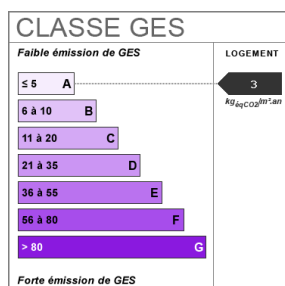 CLASSE GES
Faible émission de GES
LOGEMENT
≤ 5 A
3
kgéqCO2/m².an
6 à 10 B
11 à 20 C
21 à 35 D
36 à 55 E
56 à 80 F
> 80 G
Forte émission de GES